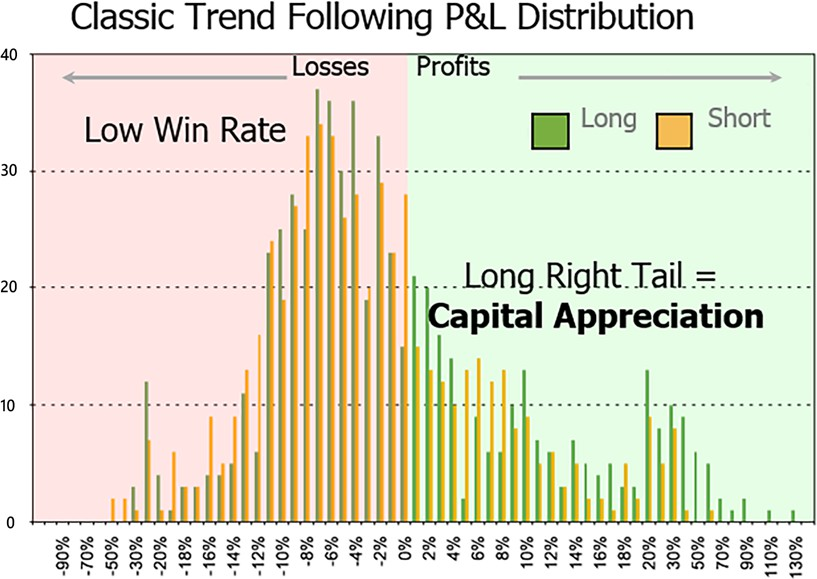 Classic Trend Following P&L Distribution
40
Losses Profits
Low Win Rate
Long Short
30
Long Right Tail =
20
Capital Appreciation
10
0
-90% -70% -50% -30% -20% -18% -16% -14% -12% -10% -8% -6% -4% -2% 0% 2% 4% 6% 8% 10% 12% 14% 16% 18% 20% 30% 50% 70% 90% 110% 130%